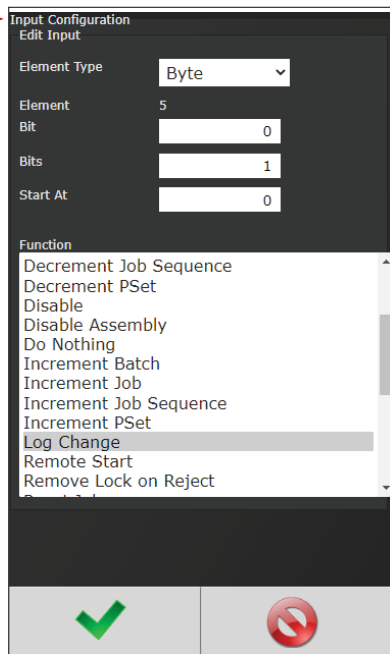 Input Configuration
Edit Input
Element Type
Byte
Element 5
Bit 0
Bits 1
Start At 0
Function
Decrement Job Sequence
Decrement PSet
Disable
Disable Assembly
Do Nothing
Increment Batch
Increment Job
Increment Job Sequence
Increment PSet
Log Change
Remote Start
Remove Lock on Reject